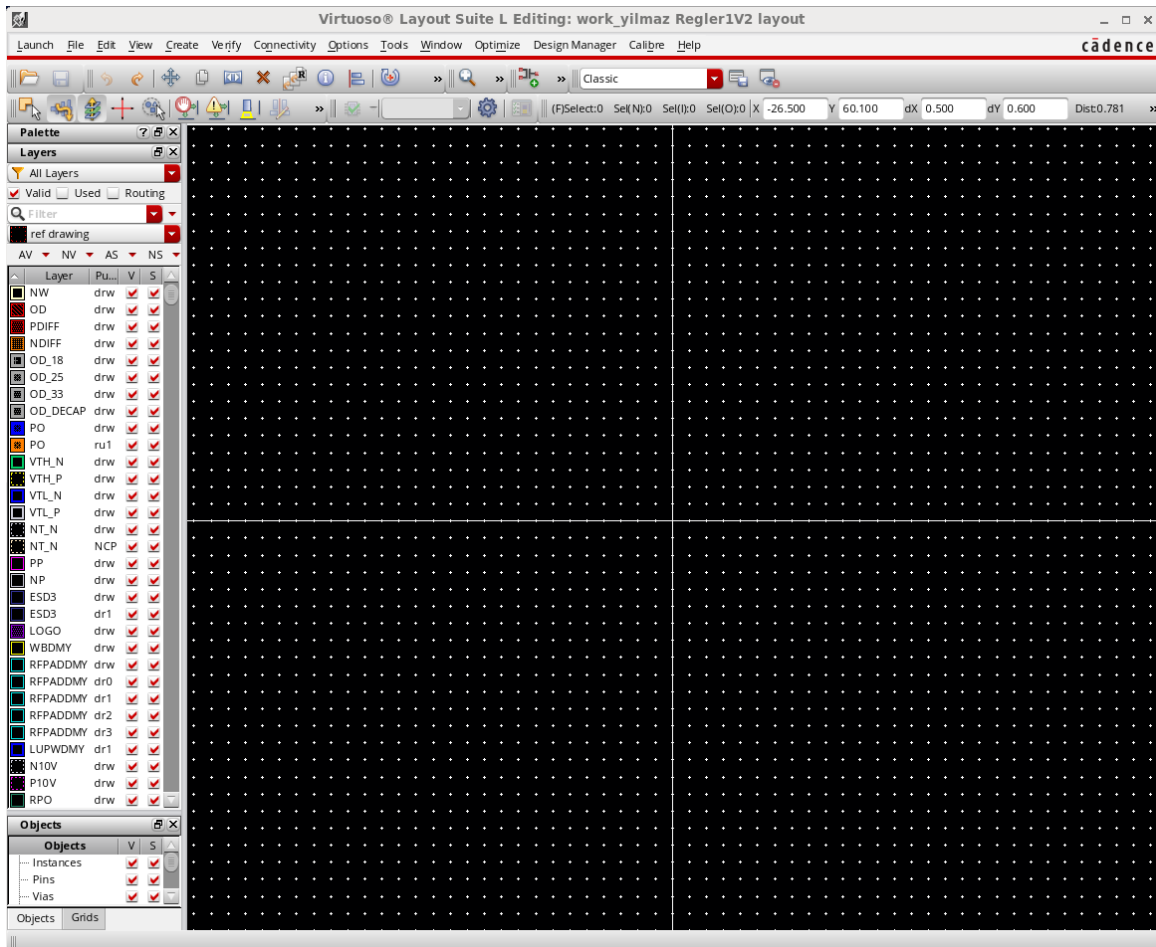 Virtuoso® Layout Suite L Editing: work_yilmaz Regler1V2 layout
Launch File Edit View Create Verify Connectivity Options Tools Window Optimize Design Manager Calibre Help
cādence
» » » Classic
» (F)Select:0 Sel(N):0 Sel(I):0 Sel(O):0 X -26.500 Y 60.100 dX 0.500 dY 0.600 Dist:0.781 »
Palette
Layers
All Layers
Valid Used Routing
Filter
ref drawing
AV NV AS NS
Layer Pu... V S
NW drw
OD drw
PDIFF drw
NDIFF drw
OD_18 drw
OD_25 drw
OD_33 drw
OD_DECAP drw
PO drw
PO ru1
VTH_N drw
VTH_P drw
VTL_N drw
VTL_P drw
NT_N drw
NT_N NCP
PP drw
NP drw
ESD3 drw
ESD3 dr1
LOGO drw
WBDMY drw
RFPADDMY drw
RFPADDMY dr0
RFPADDMY dr1
RFPADDMY dr2
RFPADDMY dr3
LUPWDMY dr1
N10V drw
P10V drw
RPO drw
Objects
Objects V S
Instances
Pins
Vias
Objects Grids